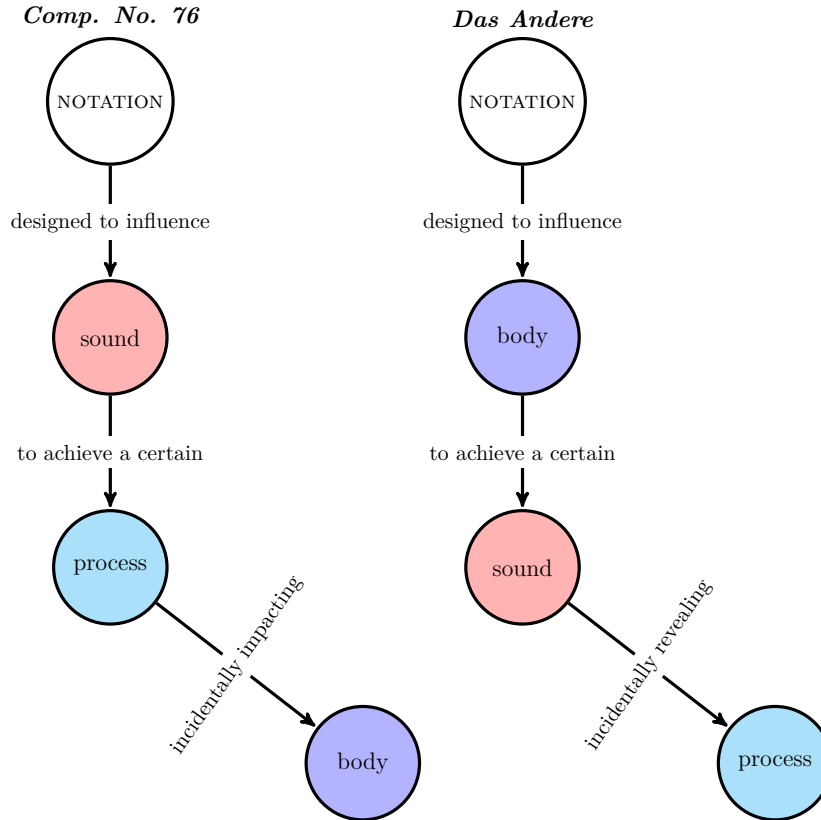 Comp. No. 76
NOTATION
designed to influence
sound
to achieve a certain
process
incidentally impacting
body
Das Andere
NOTATION
designed to influence
body
to achieve a certain
sound
incidentally revealing
process